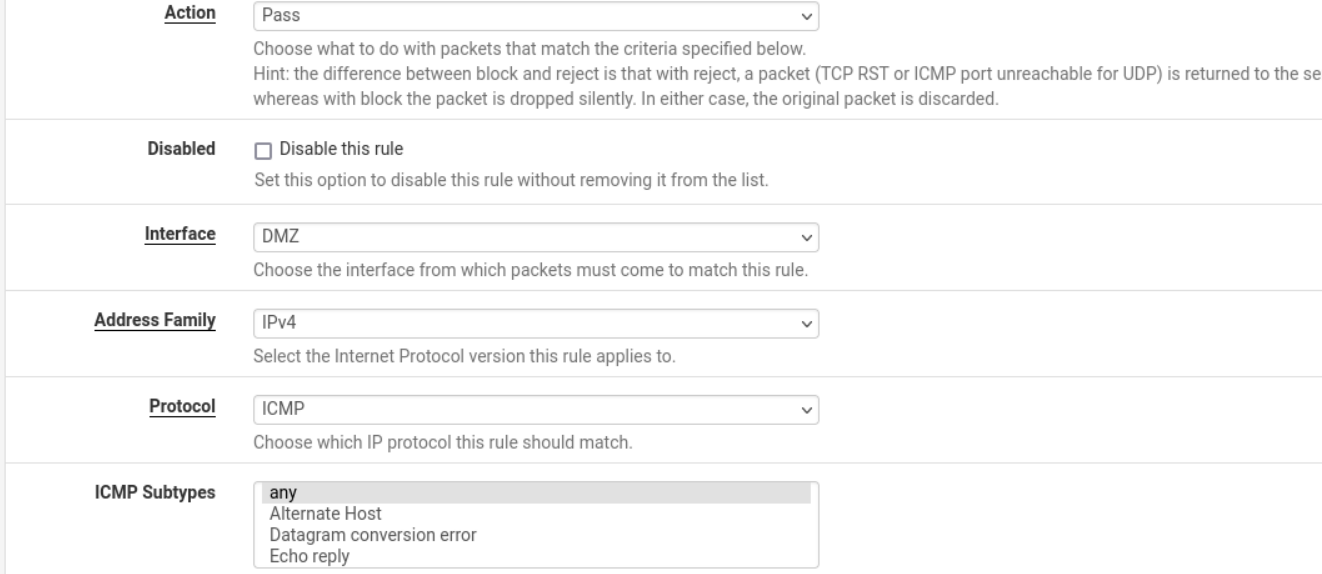 Action
Pass
Choose what to do with packets that match the criteria specified below.
Hint: the difference between block and reject is that with reject, a packet (TCP RST or ICMP port unreachable for UDP) is returned to the se
whereas with block the packet is dropped silently. In either case, the original packet is discarded.
Disabled
Disable this rule
Set this option to disable this rule without removing it from the list.
Interface
DMZ
Choose the interface from which packets must come to match this rule.
Address Family
IPv4
Select the Internet Protocol version this rule applies to.
Protocol
ICMP
Choose which IP protocol this rule should match.
ICMP Subtypes
any
Alternate Host
Datagram conversion error
Echo reply